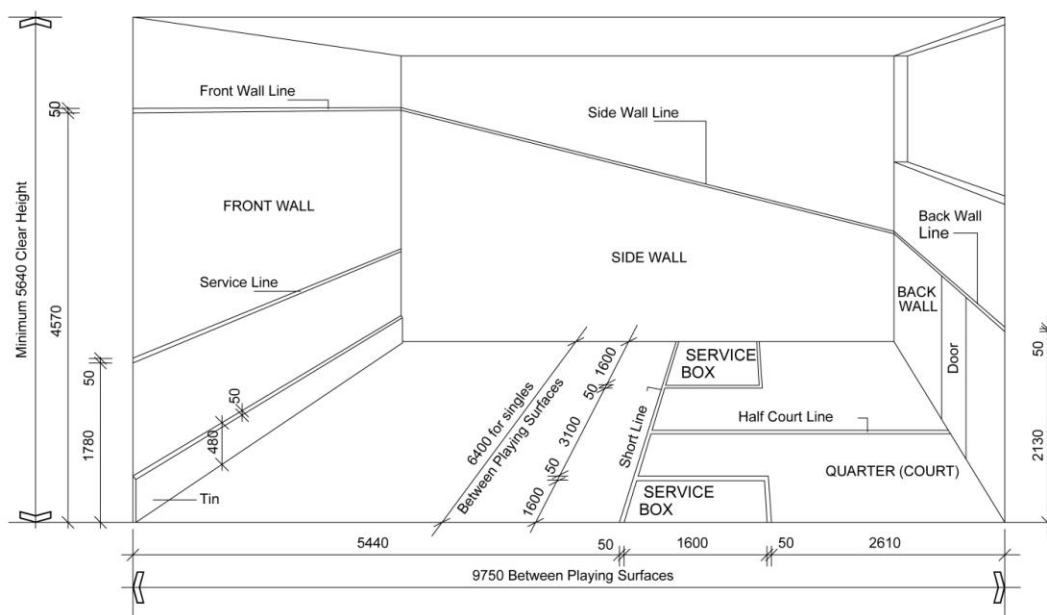 Minimum 5640 Clear Height
50
4570
50
1780
Front Wall Line
FRONT WALL
Service Line
50
480
Tin
Side Wall Line
SIDE WALL
6400 for singles
Between Playing Surfaces
1600
50
3100
50
1600
Short Line
SERVICE
BOX
Half Court Line
QUARTER (COURT)
SERVICE
BOX
Back Wall
Line
BACK
WALL
Door
50
2130
5440
50
1600
50
2610
9750 Between Playing Surfaces